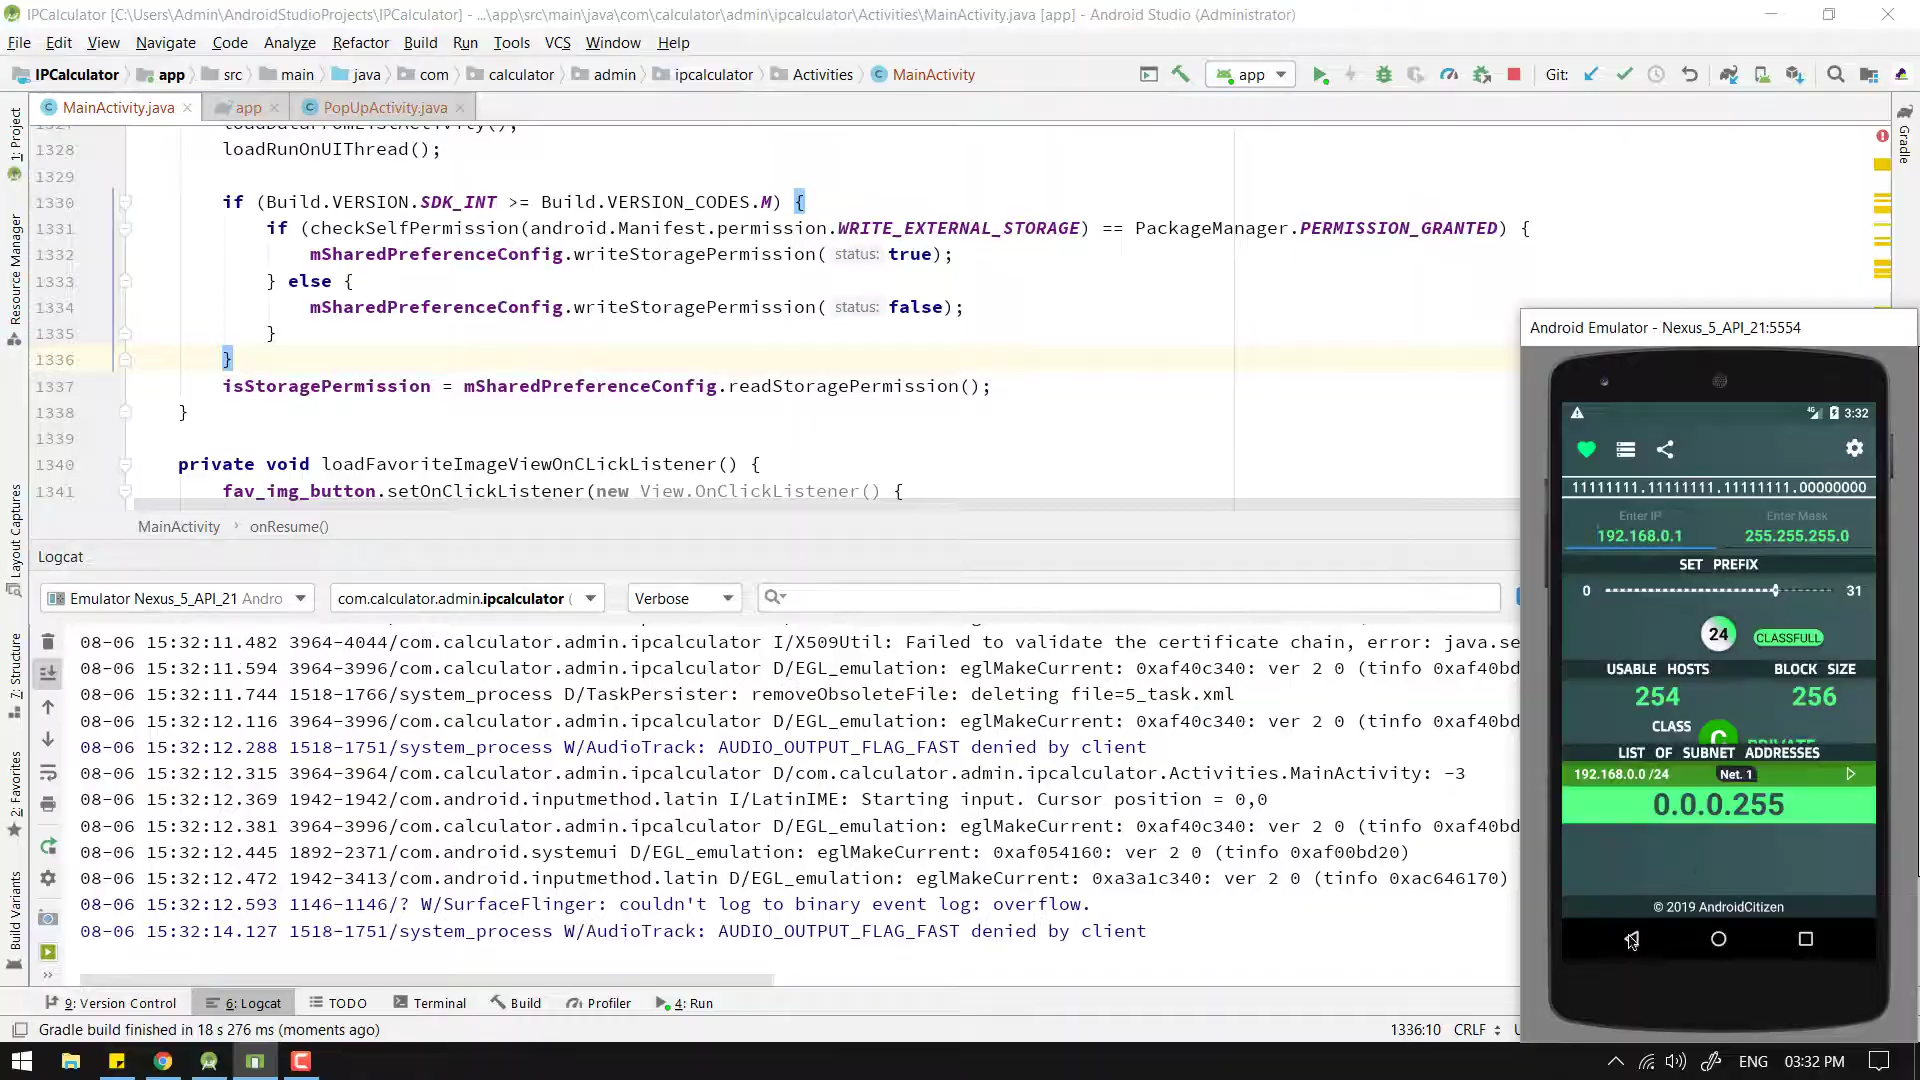 IPCalculator [C:\Users\Admin\AndroidStudioProjects\IPCalculator] - ...\app\src\main\java\com\calculator\admin\ipcalculator\Activities\MainActivity.java [app] - Android Studio (Administrator)
File Edit View Navigate Code Analyze Refactor Build Run Tools VCS Window Help
IPCalculator app src main java com calculator admin ipcalculator Activities MainActivity app Git:
MainActivity.java app PopUpActivity.java
1328 loadRunOnUIThread();
1329
1330 if (Build.VERSION.SDK_INT >= Build.VERSION_CODES.M) {
1331 if (checkSelfPermission(android.Manifest.permission.WRITE_EXTERNAL_STORAGE) == PackageManager.PERMISSION_GRANTED) {
1332 mSharedPreferenceConfig.writeStoragePermission( status: true);
1333 } else {
1334 mSharedPreferenceConfig.writeStoragePermission( status: false);
1335 }
1336 }
1337 isStoragePermission = mSharedPreferenceConfig.readStoragePermission();
1338 }
1339
1340 private void loadFavoriteImageViewOnCLickListener() {
1341 fav_img_button.setOnClickListener(new View.OnClickListener() {
MainActivity › onResume()
Logcat
Emulator Nexus_5_API_21 Andro com.calculator.admin.ipcalculator ( Verbose
08-06 15:32:11.482 3964-4044/com.calculator.admin.ipcalculator I/X509Util: Failed to validate the certificate chain, error: java.se
08-06 15:32:11.594 3964-3996/com.calculator.admin.ipcalculator D/EGL_emulation: eglMakeCurrent: 0xaf40c340: ver 2 0 (tinfo 0xaf40bd
08-06 15:32:11.744 1518-1766/system_process D/TaskPersister: removeObsoleteFile: deleting file=5_task.xml
08-06 15:32:12.116 3964-3996/com.calculator.admin.ipcalculator D/EGL_emulation: eglMakeCurrent: 0xaf40c340: ver 2 0 (tinfo 0xaf40bd
08-06 15:32:12.288 1518-1751/system_process W/AudioTrack: AUDIO_OUTPUT_FLAG_FAST denied by client
08-06 15:32:12.315 3964-3964/com.calculator.admin.ipcalculator D/com.calculator.admin.ipcalculator.Activities.MainActivity: -3
08-06 15:32:12.369 1942-1942/com.android.inputmethod.latin I/LatinIME: Starting input. Cursor position = 0,0
08-06 15:32:12.381 3964-3996/com.calculator.admin.ipcalculator D/EGL_emulation: eglMakeCurrent: 0xaf40c340: ver 2 0 (tinfo 0xaf40bd
08-06 15:32:12.445 1892-2371/com.android.systemui D/EGL_emulation: eglMakeCurrent: 0xaf054160: ver 2 0 (tinfo 0xaf00bd20)
08-06 15:32:12.472 1942-3413/com.android.inputmethod.latin D/EGL_emulation: eglMakeCurrent: 0xa3a1c340: ver 2 0 (tinfo 0xac646170)
08-06 15:32:12.593 1146-1146/? W/SurfaceFlinger: couldn't log to binary event log: overflow.
08-06 15:32:14.127 1518-1751/system_process W/AudioTrack: AUDIO_OUTPUT_FLAG_FAST denied by client
9: Version Control 6: Logcat TODO Terminal Build Profiler 4: Run
Gradle build finished in 18 s 276 ms (moments ago) 1336:10 CRLF
ENG 03:32 PM
1: Project
Resource Manager
Layout Captures
7: Structure
2: Favorites
Build Variants
Gradle
Android Emulator - Nexus_5_API_21:5554
4G 3:32
11111111.11111111.11111111.00000000
Enter IP Enter Mask
192.168.0.1 255.255.255.0
SET PREFIX
0 31
24 CLASSFULL
USABLE HOSTS BLOCK SIZE
254 256
CLASS C PRIVATE
LIST OF SUBNET ADDRESSES
192.168.0.0 /24 Net. 1
0.0.0.255
© 2019 AndroidCitizen